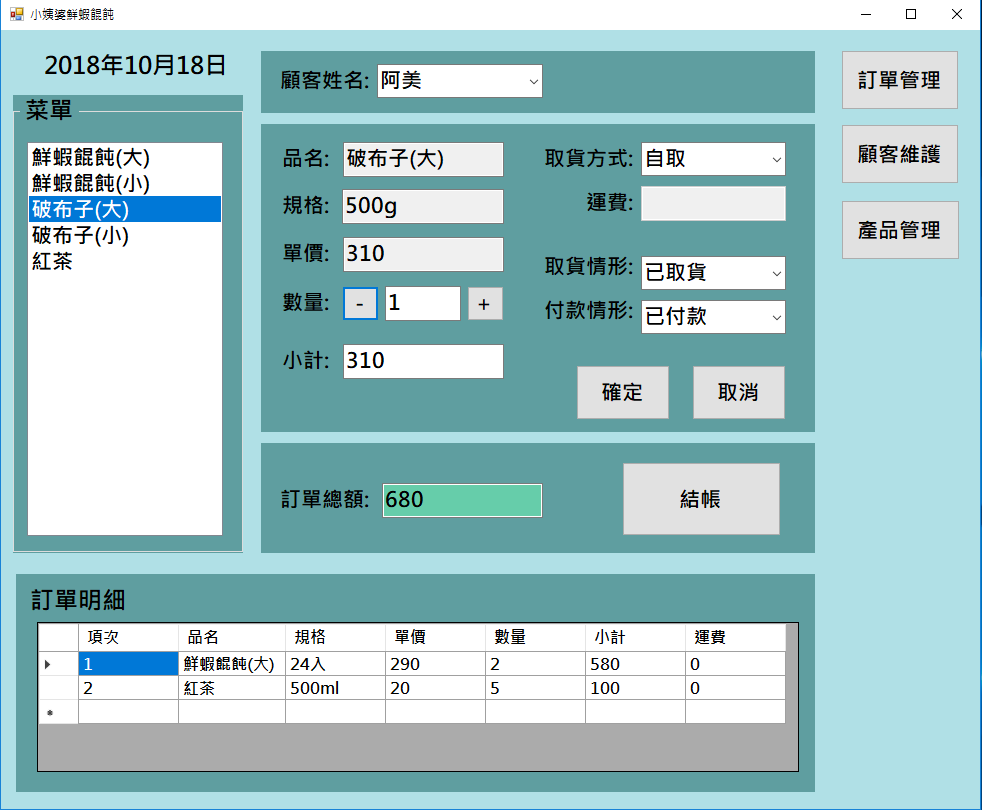 小姨婆鮮蝦餛飩
2018年10月18日
菜單
鮮蝦餛飩(大)
鮮蝦餛飩(小)
破布子(大)
破布子(小)
紅茶
顧客姓名: 阿美
品名: 破布子(大)
規格: 500g
單價: 310
數量: - 1 +
小計: 310
取貨方式: 自取
運費:
取貨情形: 已取貨
付款情形: 已付款
確定 取消
訂單總額: 680
結帳
訂單管理
顧客維護
產品管理
訂單明細
項次 品名 規格 單價 數量 小計 運費
1 鮮蝦餛飩(大) 24入 290 2 580 0
2 紅茶 500ml 20 5 100 0